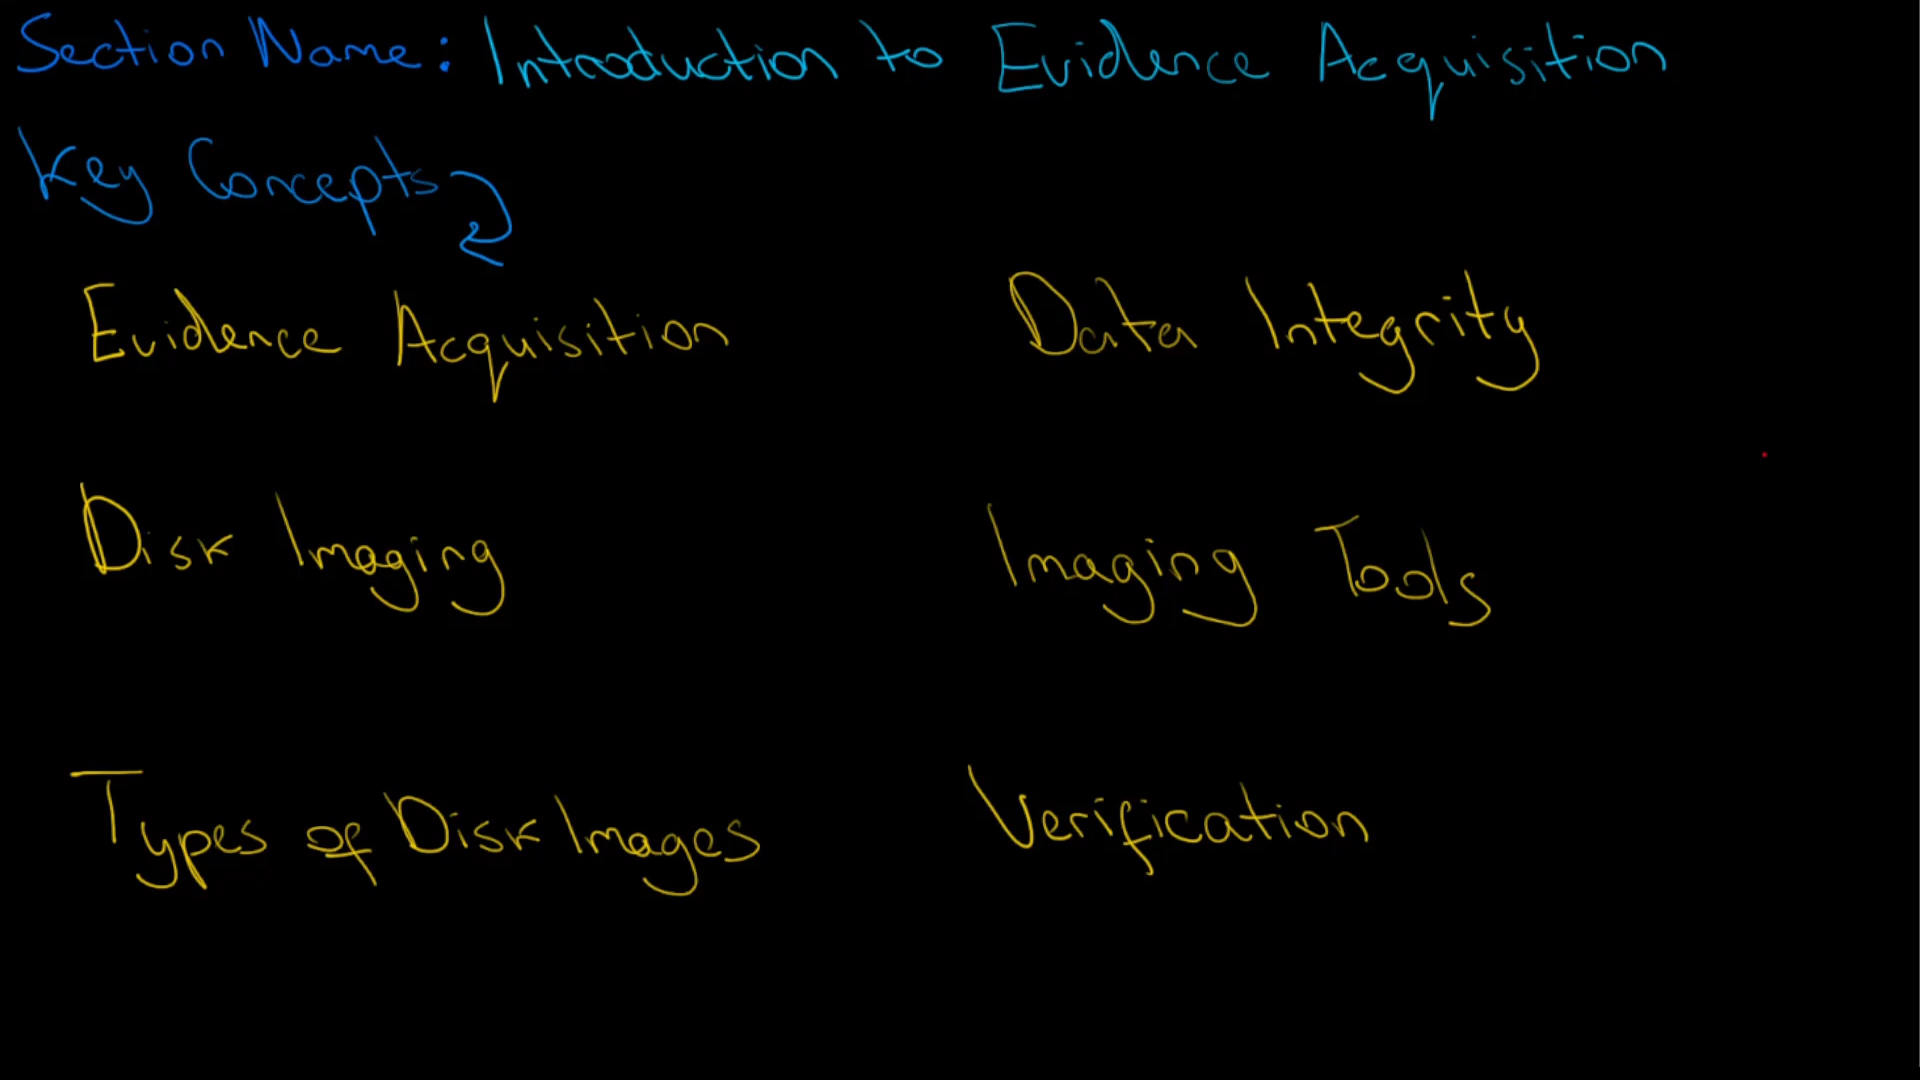 Section Name: Introduction to Evidence Acquisition
Key Concepts
Evidence Acquisition
Data Integrity
Disk Imaging
Imaging Tools
Types of Disk Images
Verification